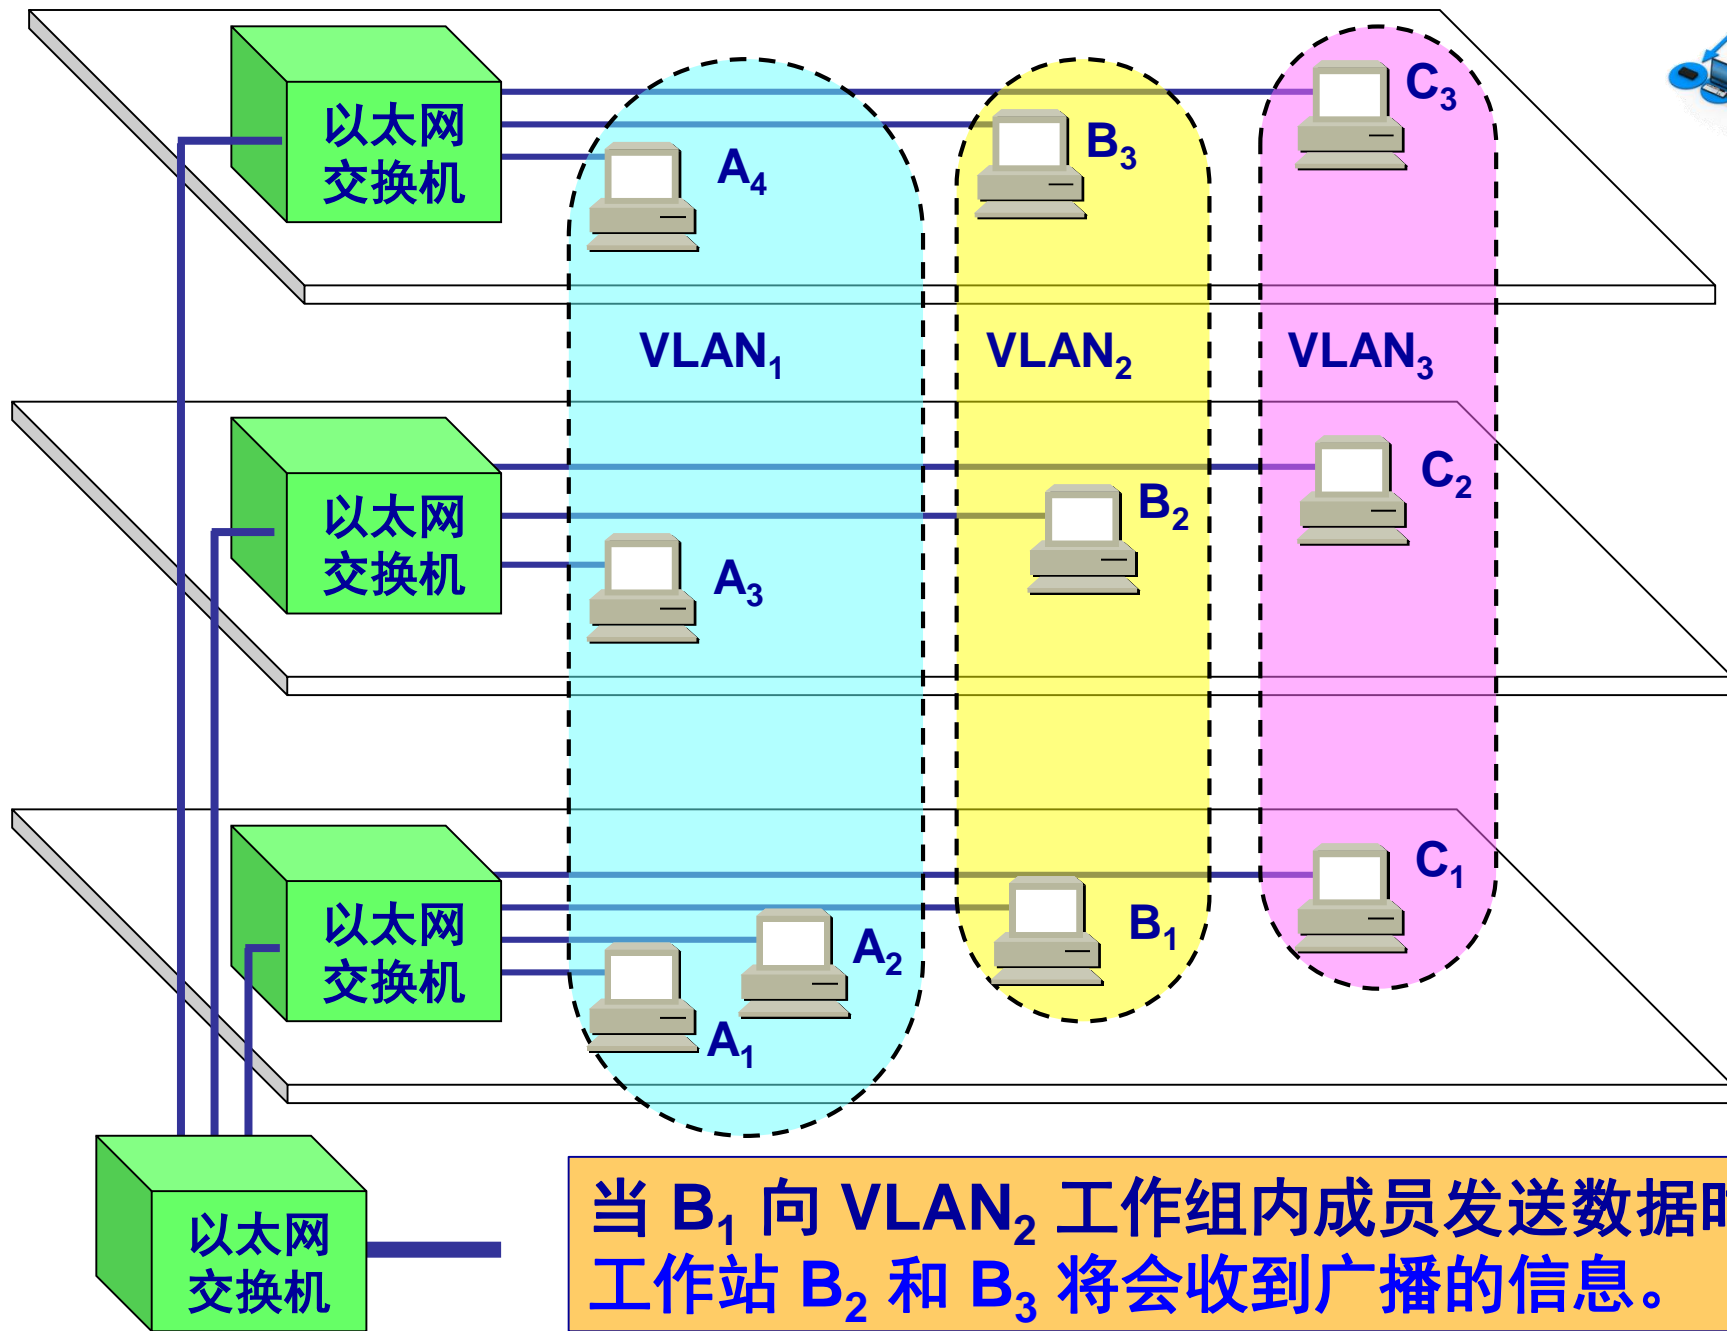 以太网
交换机
A₄
B₃
C₃
VLAN₁
VLAN₂
VLAN₃
以太网
交换机
A₃
B₂
C₂
以太网
交换机
A₁
A₂
B₁
C₁
以太网
交换机
当 B₁ 向 VLAN₂ 工作组内成员发送数据时
工作站 B₂ 和 B₃ 将会收到广播的信息。